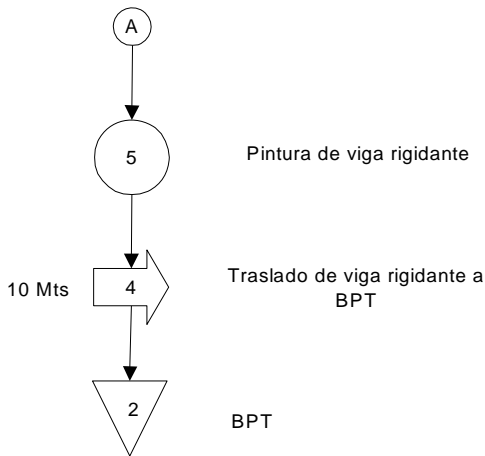 A
5
Pintura de viga rigidante
10 Mts
4
Traslado de viga rigidante a
BPT
2
BPT